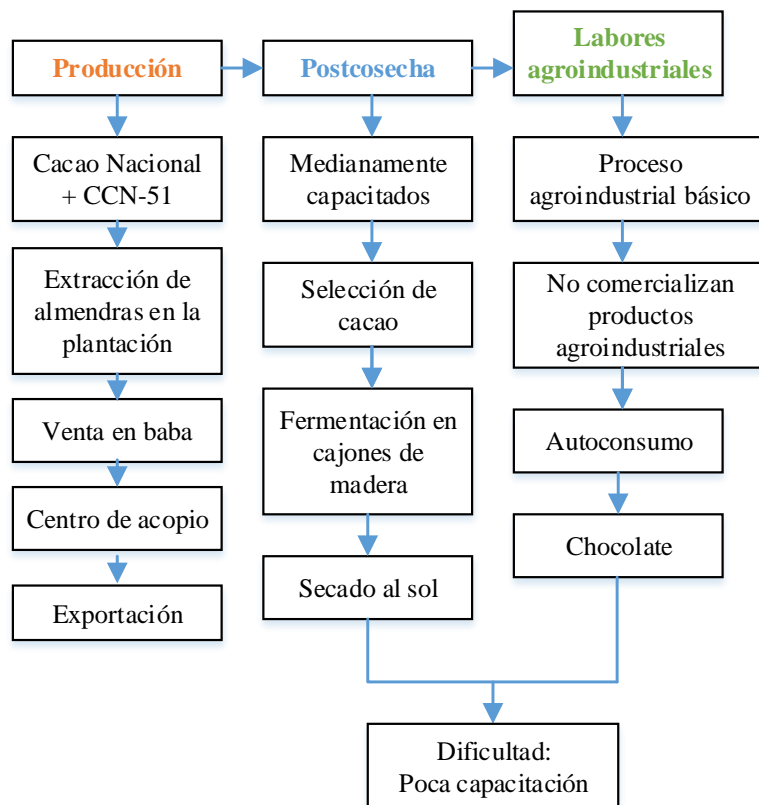 Producción
Postcosecha
Labores
agroindustriales
Cacao Nacional
+ CCN-51
Extracción de
almendras en la
plantación
Venta en baba
Centro de acopio
Exportación
Medianamente
capacitados
Selección de
cacao
Fermentación en
cajones de
madera
Secado al sol
Proceso
agroindustrial básico
No comercializan
productos
agroindustriales
Autoconsumo
Chocolate
Dificultad:
Poca capacitación